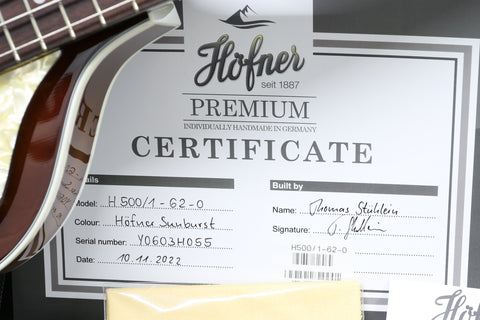 Höfner
seit 1887
PREMIUM
INDIVIDUALLY HANDMADE IN GERMANY
CERTIFICATE
Built by
Model: H500/1-62-0
Colour: Höfner Sunburst
Serial number: Y0603H055
Date: 10.11.2022
Name: Thomas Stühlein
Signature:
H500/1-62-0